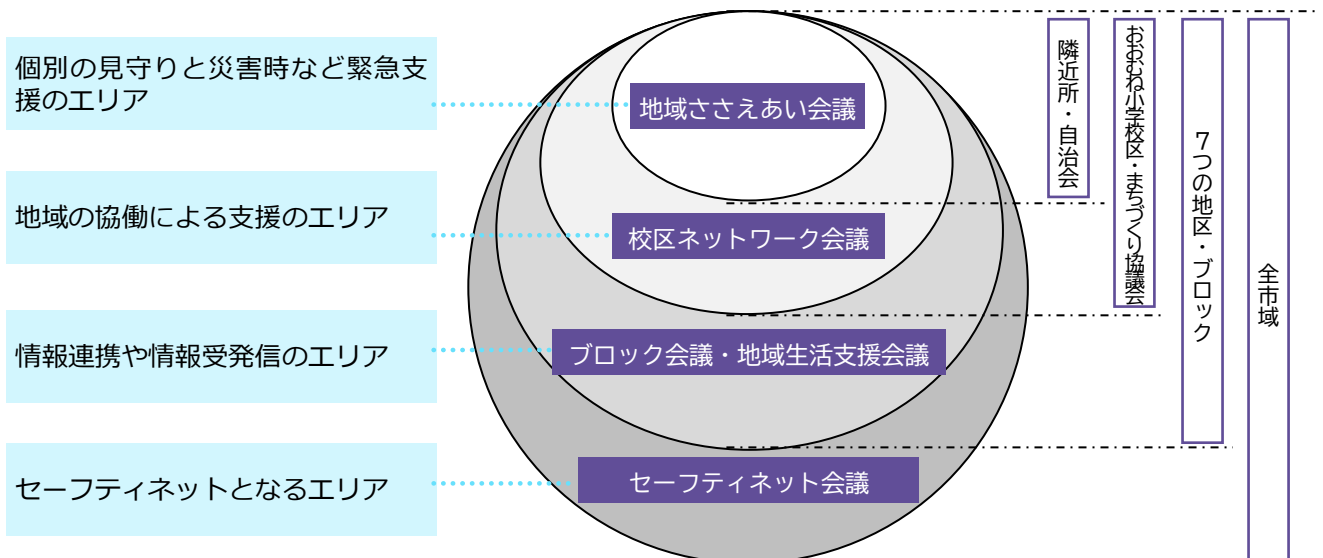 個別の見守りと災害時など緊急支
援のエリア
地域ささえあい会議
地域の協働による支援のエリア
校区ネットワーク会議
情報連携や情報受発信のエリア
ブロック会議・地域生活支援会議
セーフティネットとなるエリア
セーフティネット会議
隣近所・自治会
おおむね小学校区・まちづくり協議会
7つの地区・ブロック
全市域